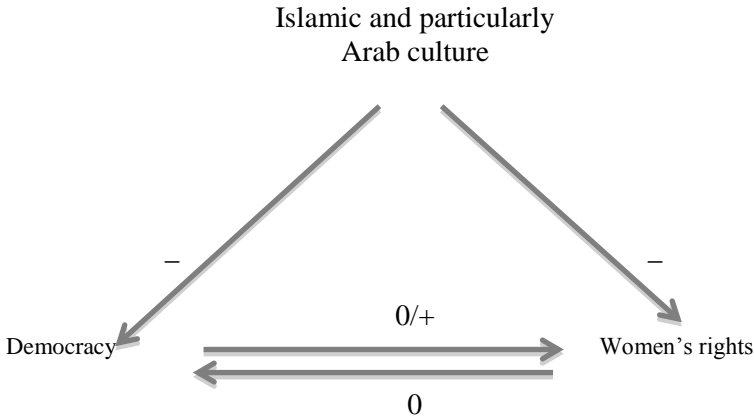 Islamic and particularly
Arab culture
– –
0/+
Democracy Women's rights
0